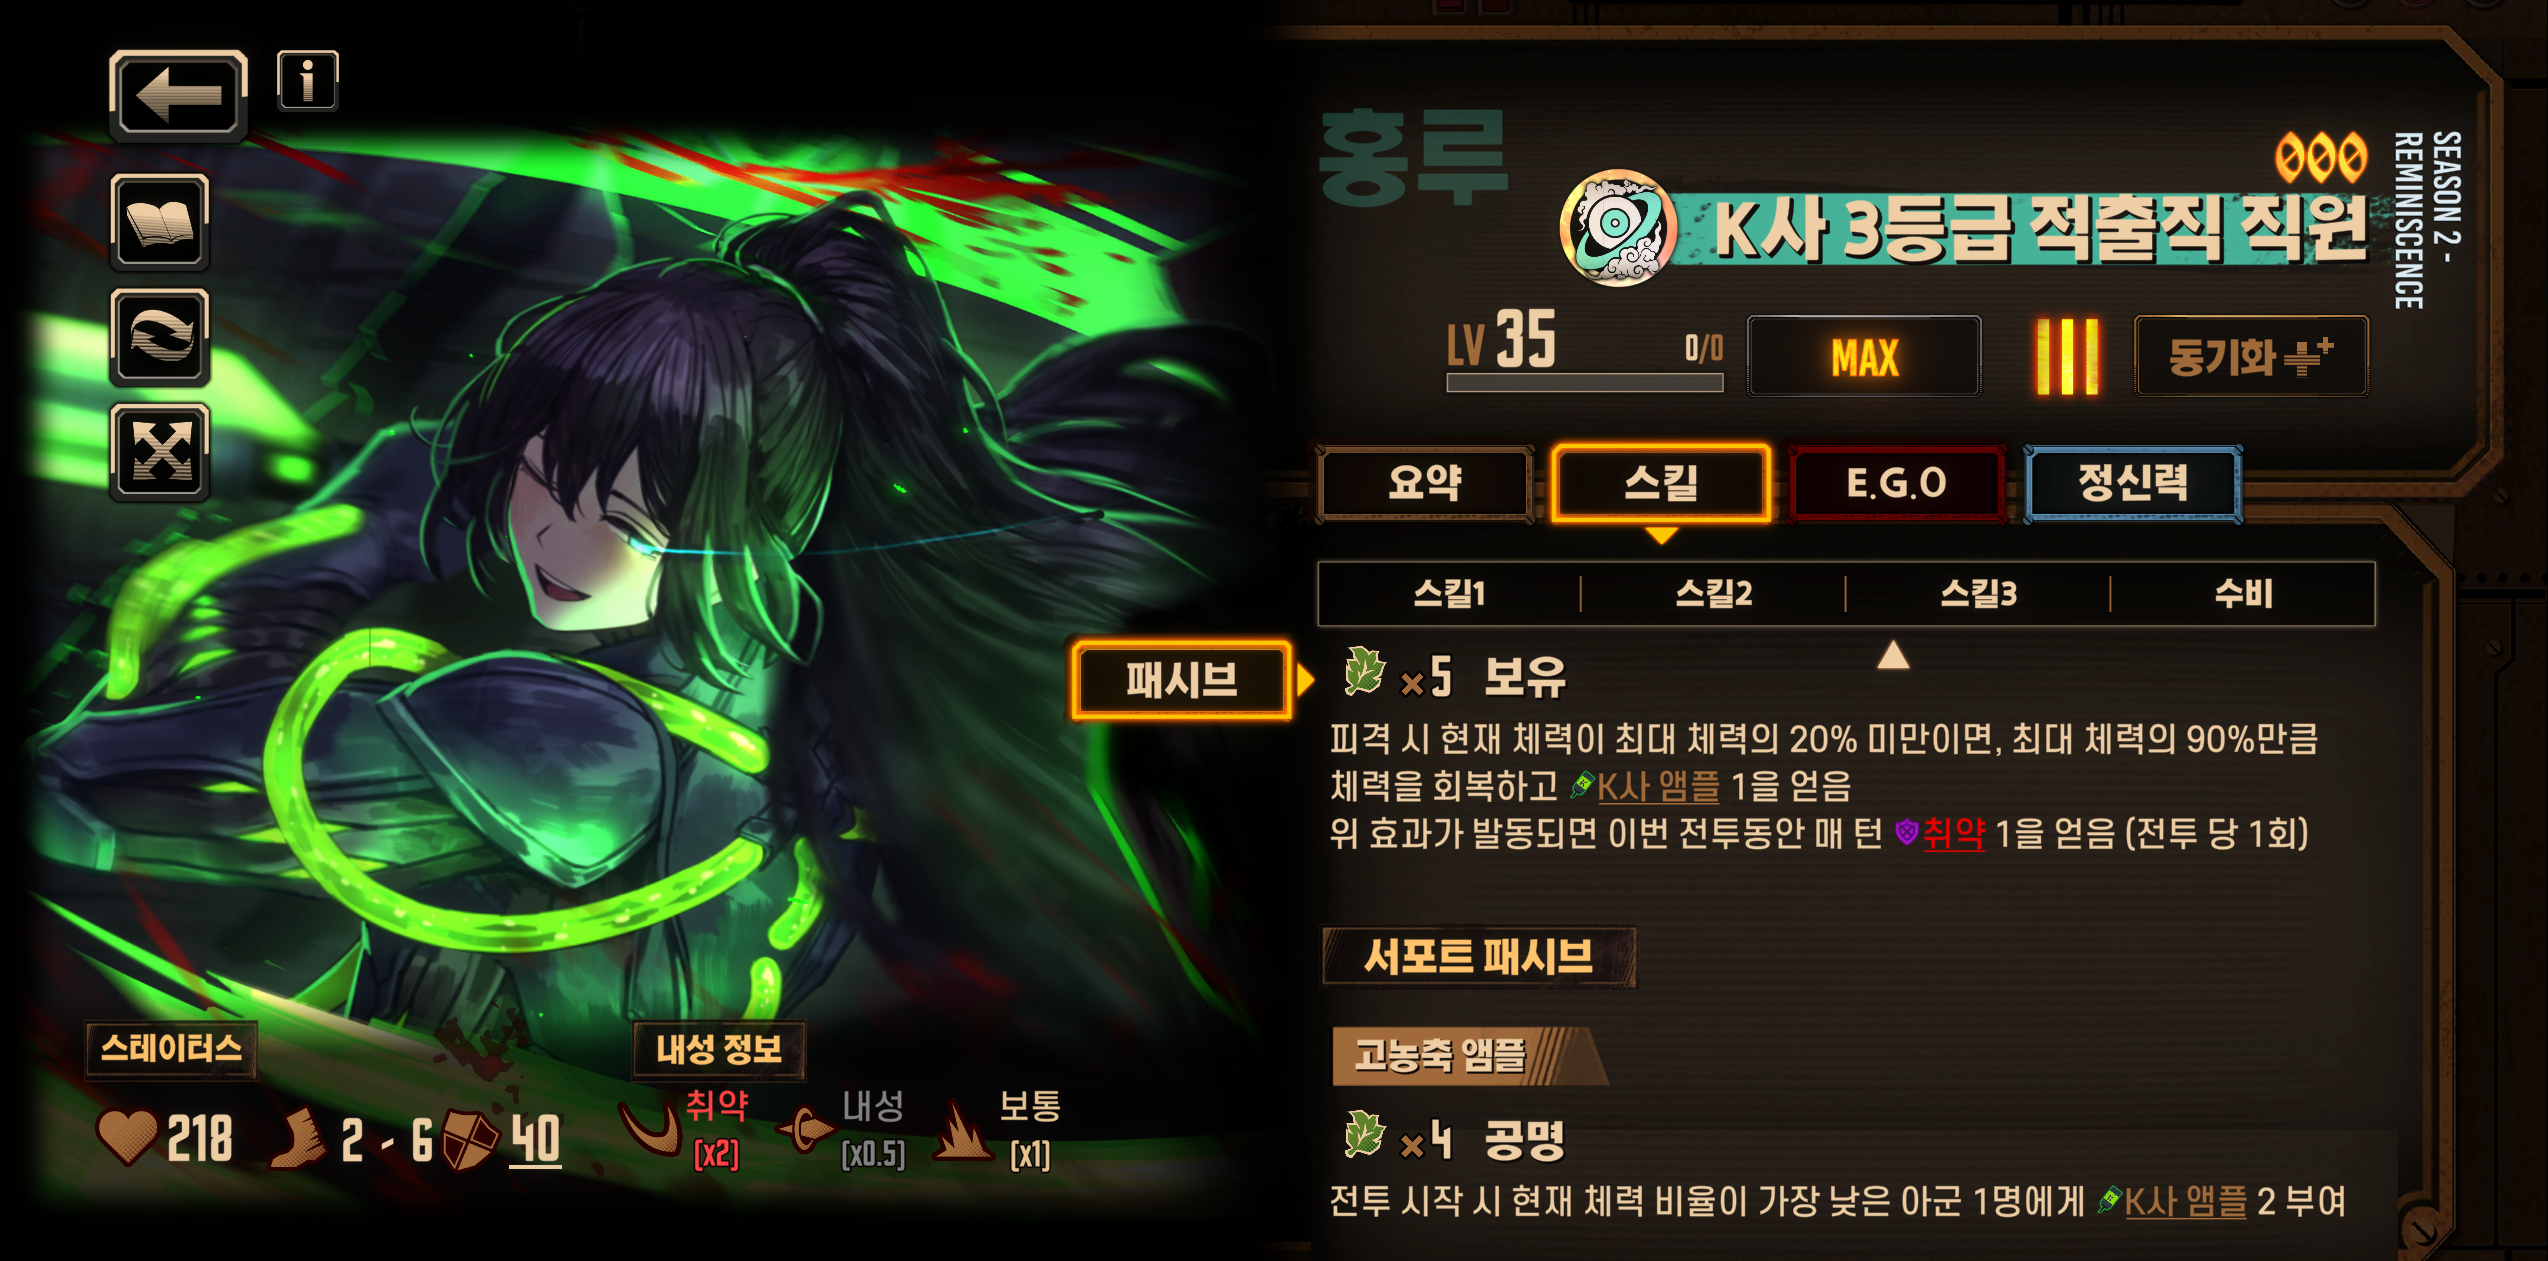 홍루
K사 3등급 적출직 직원
SEASON 2 -
REMINISCENCE
LV 35
0/0
MAX
동기화
요약
스킬
E.G.O
정신력
스킬1
스킬2
스킬3
수비
패시브
×5 보유
피격 시 현재 체력이 최대 체력의 20% 미만이면, 최대 체력의 90%만큼
체력을 회복하고 K사 앰플 1을 얻음
위 효과가 발동되면 이번 전투동안 매 턴 취약 1을 얻음 (전투 당 1회)
서포트 패시브
고농축 앰플
×4 공명
전투 시작 시 현재 체력 비율이 가장 낮은 아군 1명에게 K사 앰플 2 부여
스테이터스
218
2 - 6
40
내성 정보
취약
[x2]
내성
[x0.5]
보통
[x1]